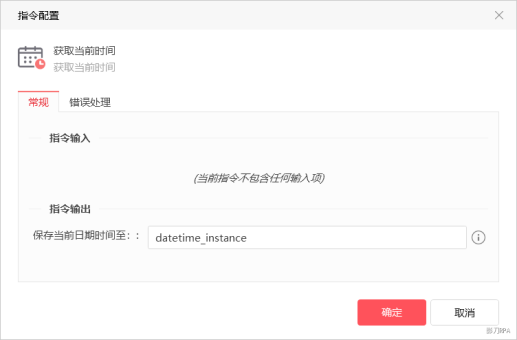 指令配置
获取当前时间
获取当前时间
常规 错误处理
指令输入
(当前指令不包含任何输入项)
指令输出
保存当前日期时间至：: datetime_instance
确定 取消
影刀RPA